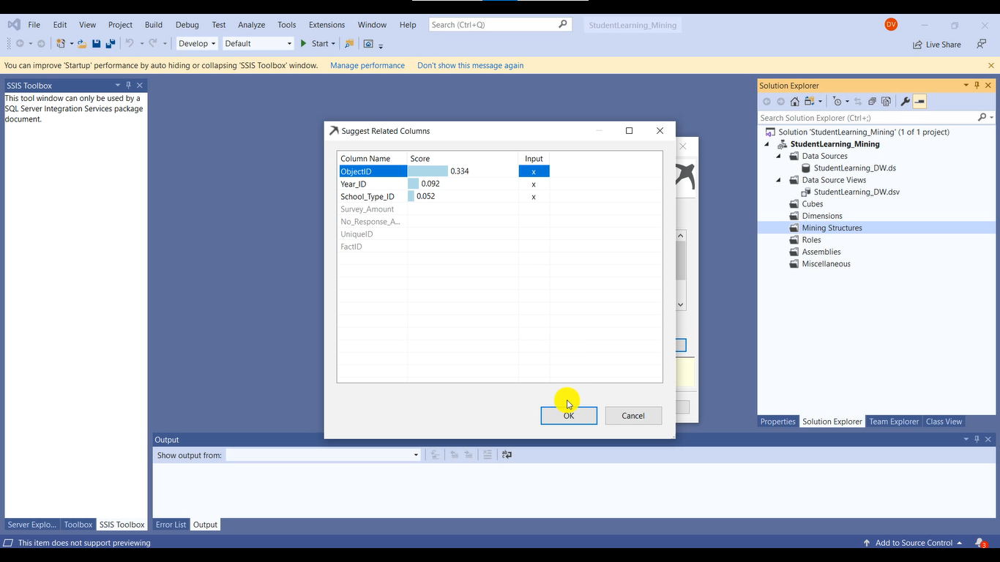 File Edit View Project Build Debug Test Analyze Tools Extensions Window Help Search (Ctrl+Q) StudentLearning_Mining DV
Develop Default Start Live Share
You can improve 'Startup' performance by auto hiding or collapsing 'SSIS Toolbox' window. Manage performance Don't show this message again
SSIS Toolbox
This tool window can only be used by a
SQL Server Integration Services package
document.
Suggest Related Columns
Column Name Score Input
ObjectID 0.334 x
Year_ID 0.092 x
School_Type_ID 0.052 x
Survey_Amount
No_Response_A...
UniqueID
FactID
OK Cancel
Solution Explorer
Search Solution Explorer (Ctrl+;)
Solution 'StudentLearning_Mining' (1 of 1 project)
StudentLearning_Mining
Data Sources
StudentLearning_DW.ds
Data Source Views
StudentLearning_DW.dsv
Cubes
Dimensions
Mining Structures
Roles
Assemblies
Miscellaneous
Properties Solution Explorer Team Explorer Class View
Output
Show output from:
Server Explo... Toolbox SSIS Toolbox Error List Output
This item does not support previewing Add to Source Control 3